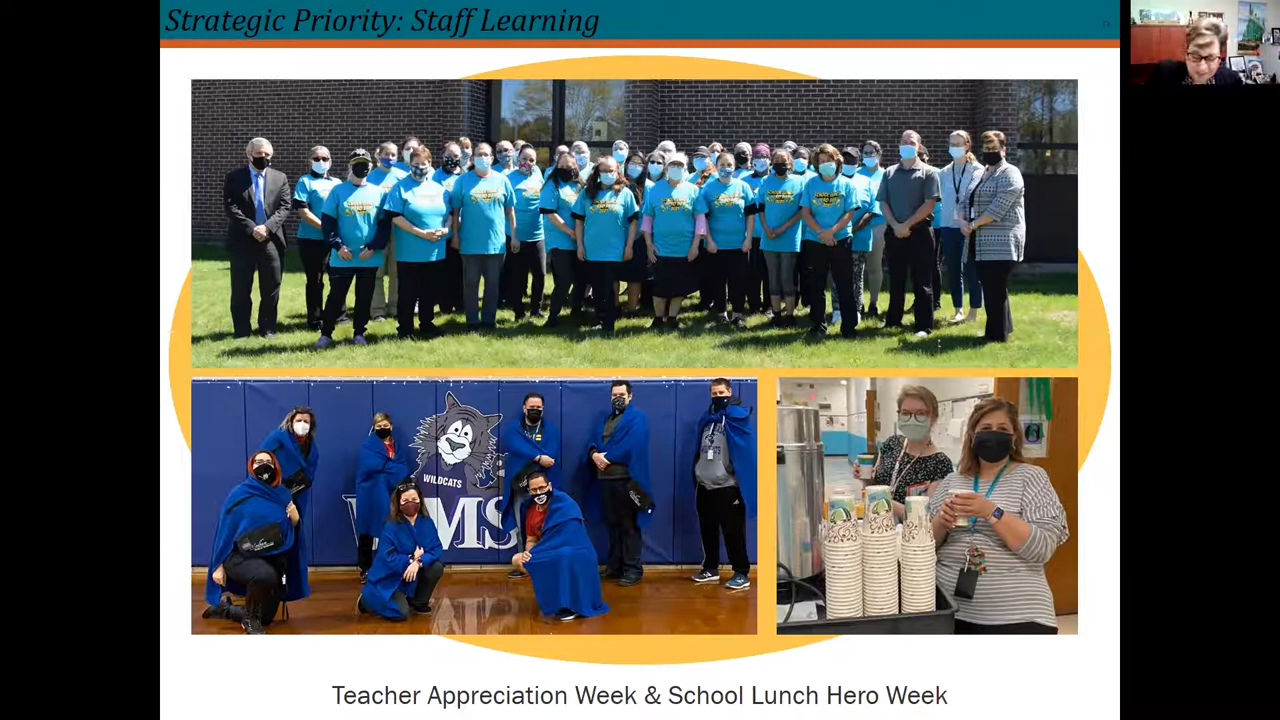 Strategic Priority: Staff Learning
WILDCATS
Teacher Appreciation Week & School Lunch Hero Week